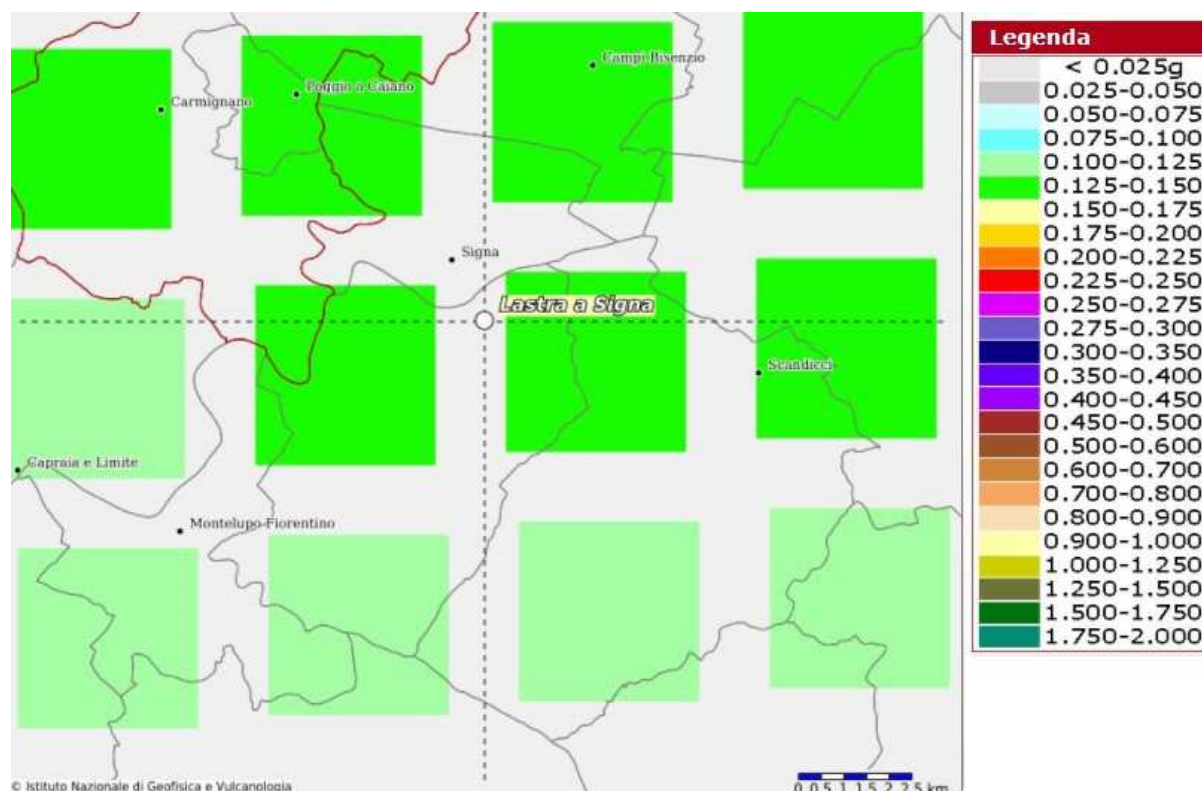 Campi Bisenzio
Poggio a Caiano
Carmignano
Signa
Lastra a Signa
Scandicci
Capraia e Limite
Montelupo Fiorentino
© Istituto Nazionale di Geofisica e Vulcanologia
0 0.5 1 1.5 2 2.5 km
Legenda
< 0.025g
0.025-0.050
0.050-0.075
0.075-0.100
0.100-0.125
0.125-0.150
0.150-0.175
0.175-0.200
0.200-0.225
0.225-0.250
0.250-0.275
0.275-0.300
0.300-0.350
0.350-0.400
0.400-0.450
0.450-0.500
0.500-0.600
0.600-0.700
0.700-0.800
0.800-0.900
0.900-1.000
1.000-1.250
1.250-1.500
1.500-1.750
1.750-2.000